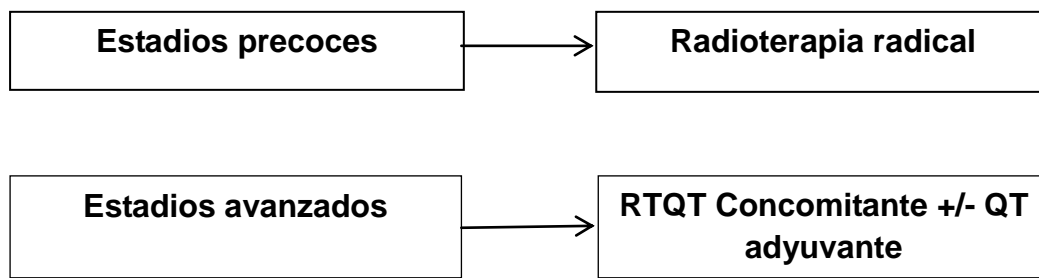 Estadios precoces
Radioterapia radical
Estadios avanzados
RTQT Concomitante +/- QT
adyuvante